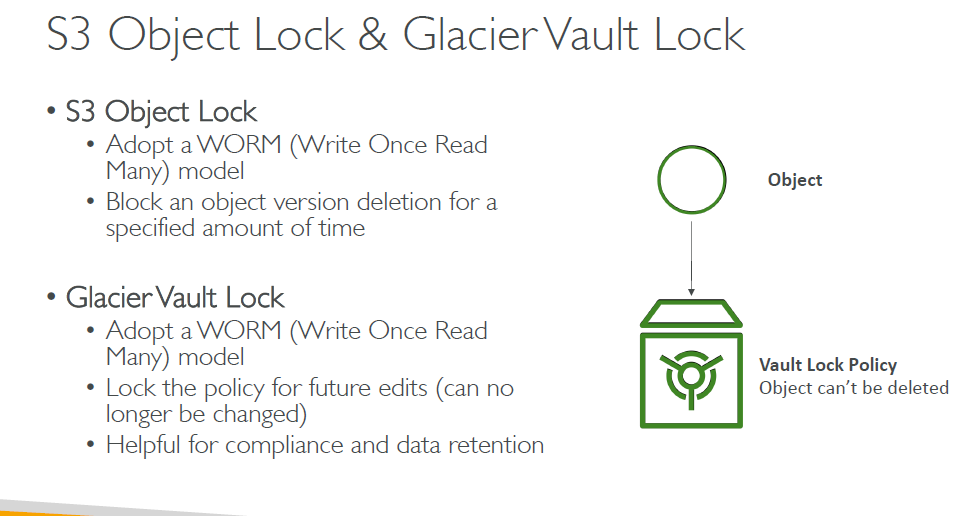 S3 Object Lock & Glacier Vault Lock
• S3 Object Lock
• Adopt a WORM (Write Once Read
Many) model
• Block an object version deletion for a
specified amount of time
• Glacier Vault Lock
• Adopt a WORM (Write Once Read
Many) model
• Lock the policy for future edits (can no
longer be changed)
• Helpful for compliance and data retention
Object
Vault Lock Policy
Object can't be deleted